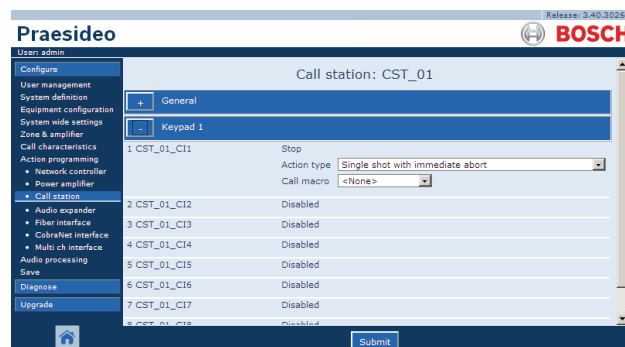 Release: 3.40.3026
Praesideo
BOSCH
User: admin
Configure
User management
System definition
Equipment configuration
System wide settings
Zone & amplifier
Call characteristics
Action programming
• Network controller
• Power amplifier
• Call station
• Audio expander
• Fiber interface
• CobraNet interface
• Multi ch interface
Audio processing
Save
Diagnose
Upgrade
Call station: CST_01
+ General
- Keypad 1
1 CST_01_CI1 Stop
Action type Single shot with immediate abort
Call macro <None>
2 CST_01_CI2 Disabled
3 CST_01_CI3 Disabled
4 CST_01_CI4 Disabled
5 CST_01_CI5 Disabled
6 CST_01_CI6 Disabled
7 CST_01_CI7 Disabled
8 CST_01_CI8 Disabled
Submit